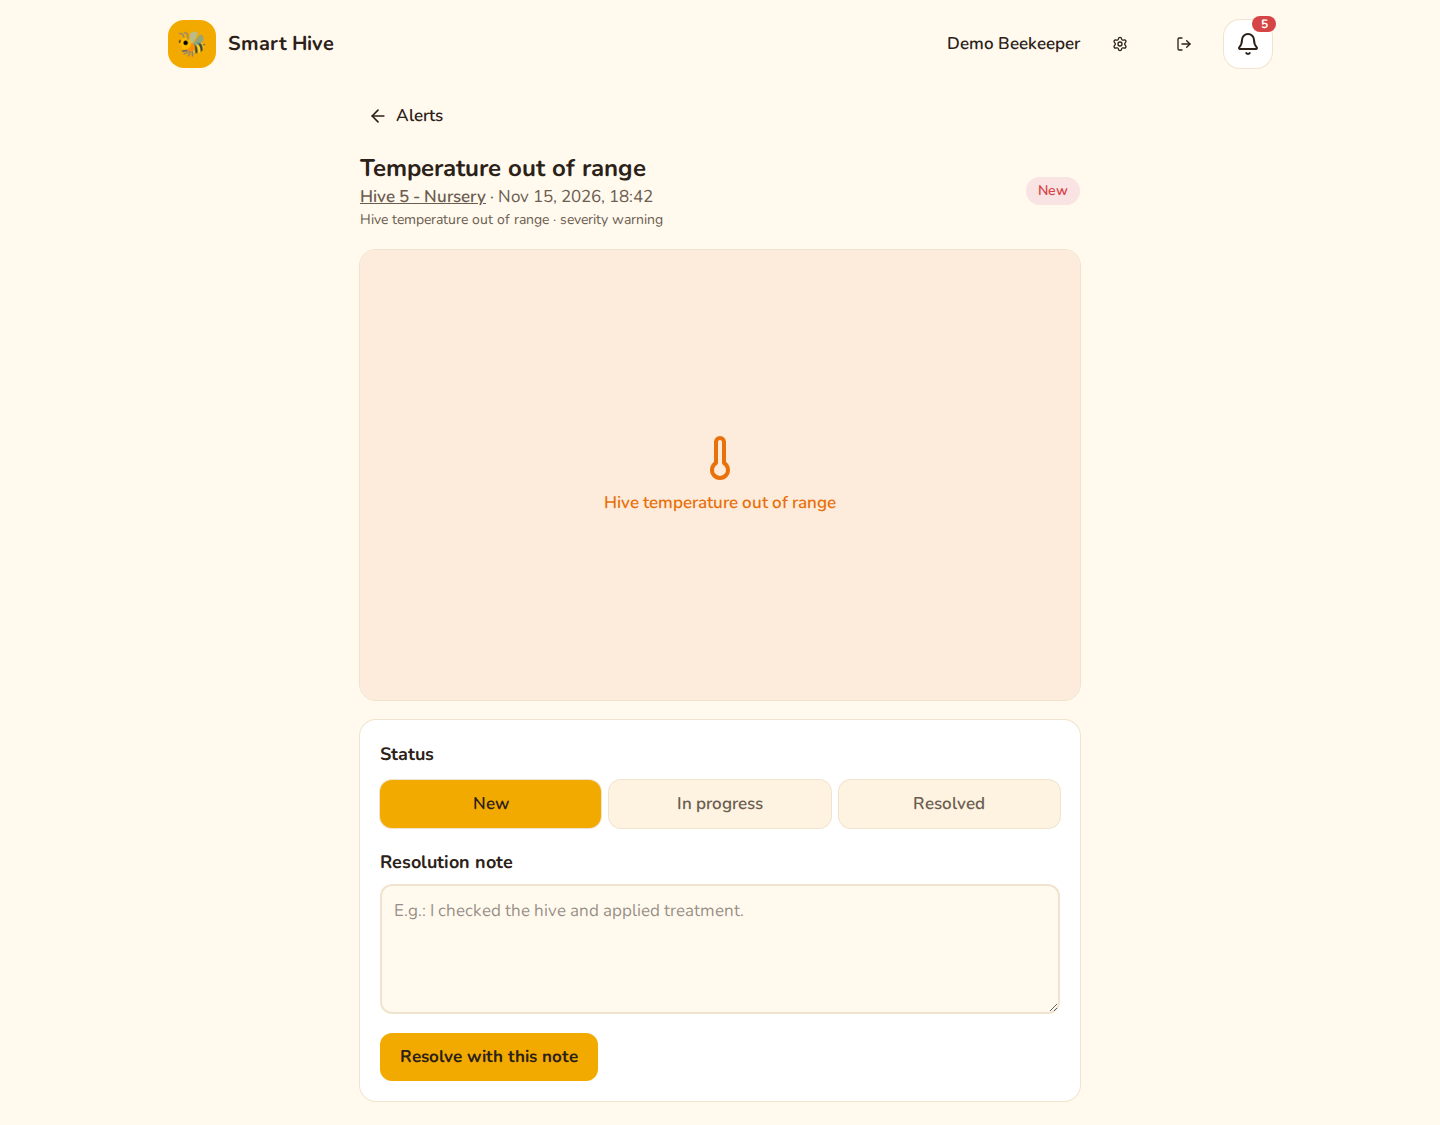 Smart Hive
Demo Beekeeper
5
Alerts
Temperature out of range
Hive 5 - Nursery · Nov 15, 2026, 18:42
New
Hive temperature out of range · severity warning
Hive temperature out of range
Status
New
In progress
Resolved
Resolution note
E.g.: I checked the hive and applied treatment.
Resolve with this note